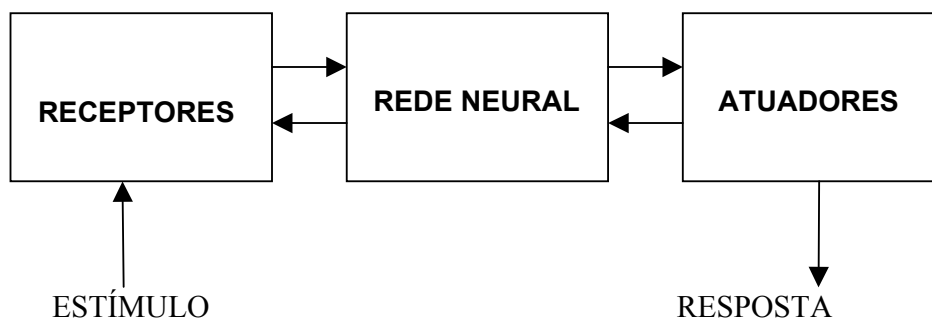 RECEPTORES
REDE NEURAL
ATUADORES
ESTÍMULO
RESPOSTA